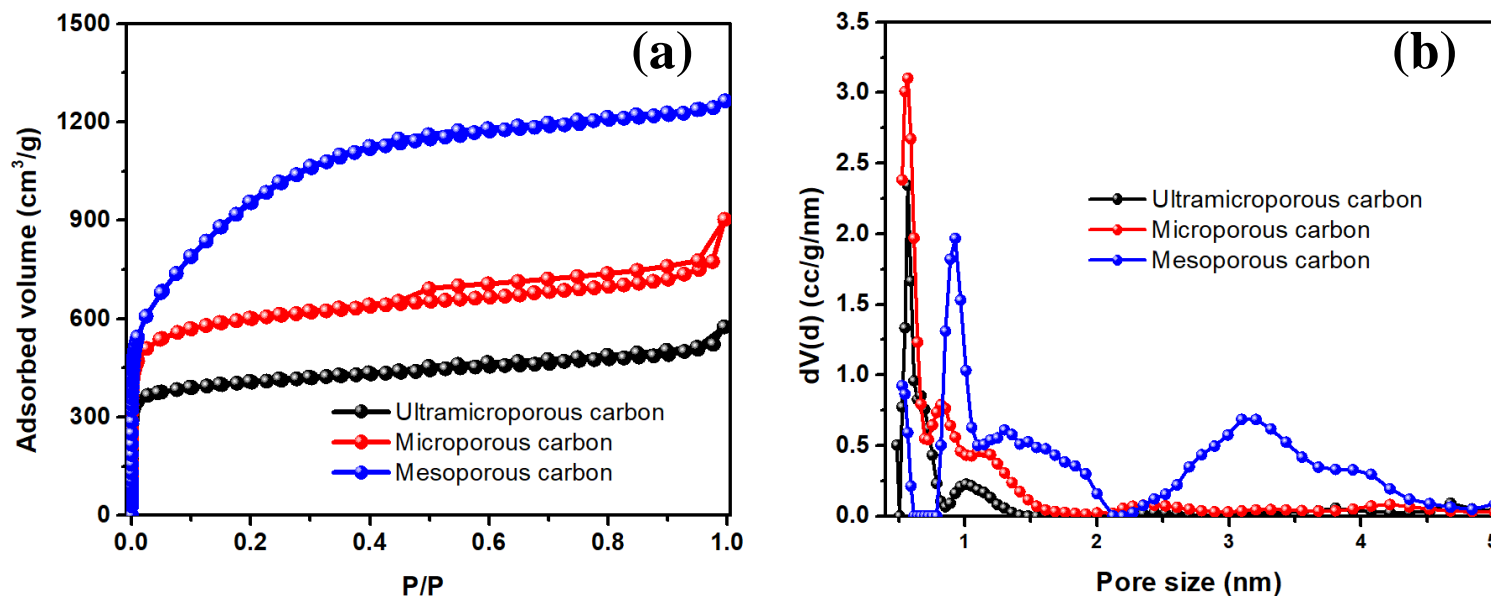 (a)
1500
1200
900
600
300
0
Adsorbed volume (cm³/g)
Ultramicroporous carbon
Microporous carbon
Mesoporous carbon
0.0 0.2 0.4 0.6 0.8 1.0
P/P
(b)
3.5
3.0
2.5
2.0
1.5
1.0
0.5
0.0
dV(d) (cc/g/nm)
Ultramicroporous carbon
Microporous carbon
Mesoporous carbon
1 2 3 4 5
Pore size (nm)